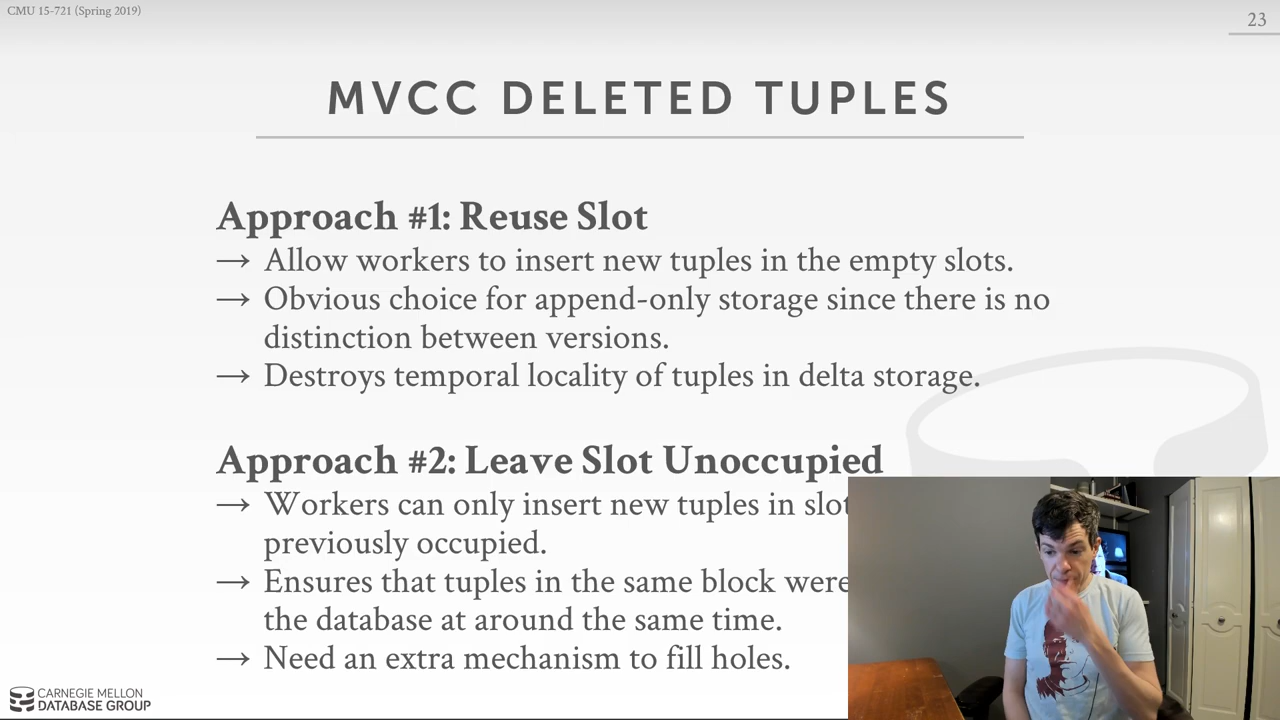 CMU 15-721 (Spring 2019)
23
MVCC DELETED TUPLES
Approach #1: Reuse Slot
→ Allow workers to insert new tuples in the empty slots.
→ Obvious choice for append-only storage since there is no
distinction between versions.
→ Destroys temporal locality of tuples in delta storage.
Approach #2: Leave Slot Unoccupied
→ Workers can only insert new tuples in slot
previously occupied.
→ Ensures that tuples in the same block were
the database at around the same time.
→ Need an extra mechanism to fill holes.
CARNEGIE MELLON
DATABASE GROUP